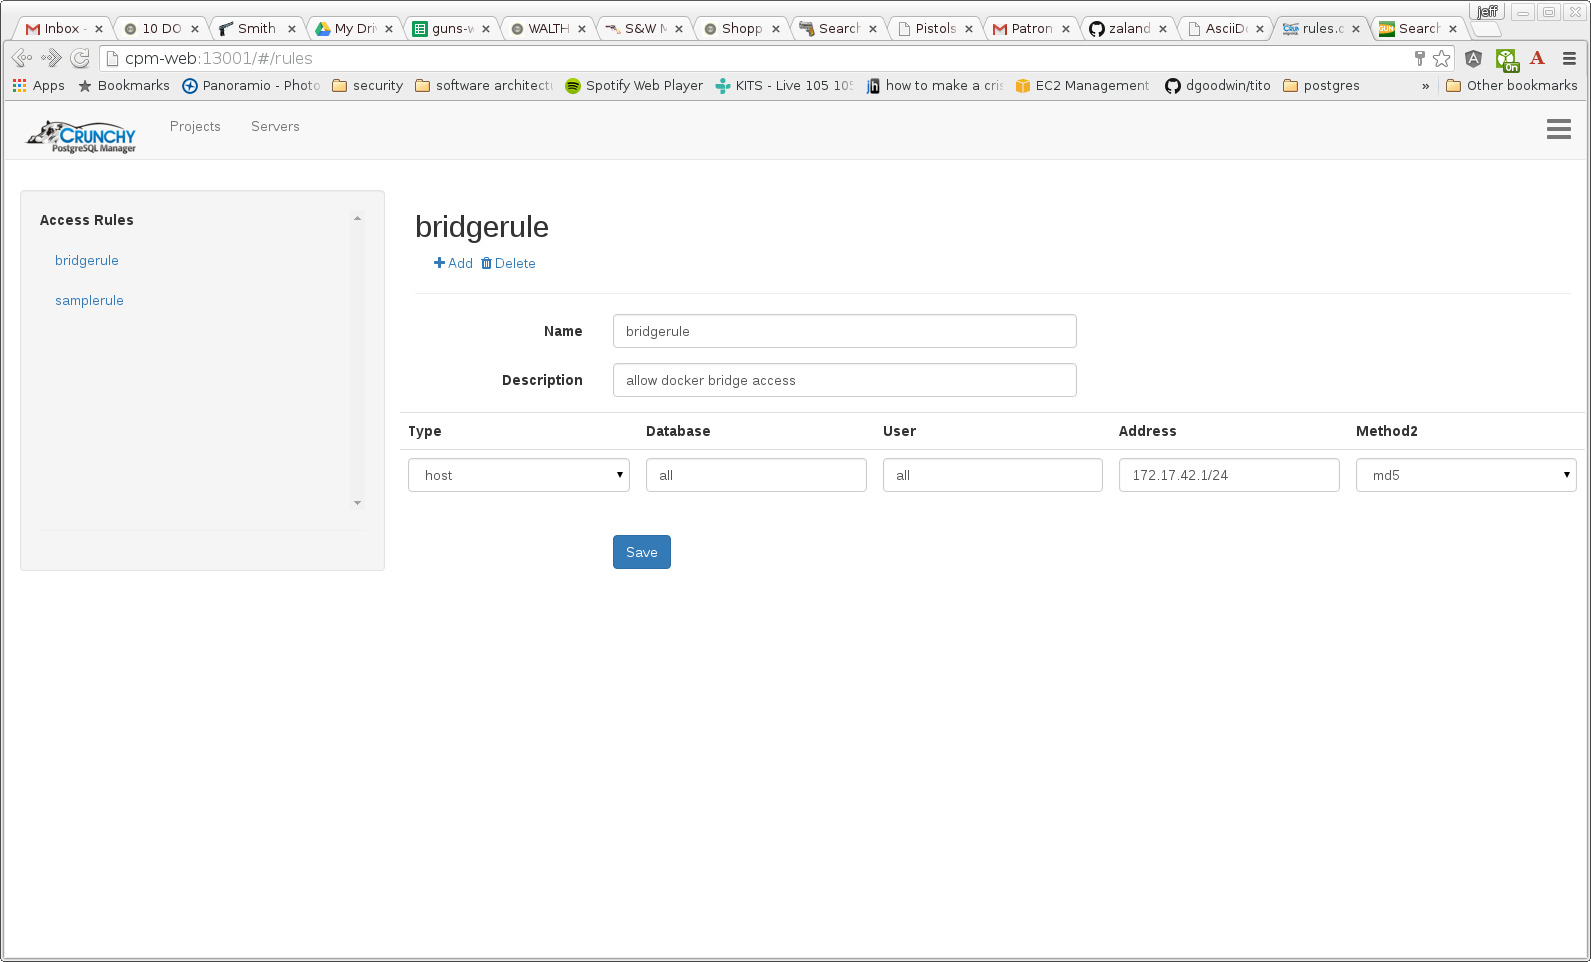 jeff
Inbox - 10 DO Smith My Driv guns-w WALTH S&W M Shopp Search Pistols Patron zaland AsciiDo rules.c Search
cpm-web:13001/#/rules
on
Apps Bookmarks Panoramio - Photo security software architectu Spotify Web Player KITS - Live 105 105 how to make a cris EC2 Management dgoodwin/tito postgres » Other bookmarks
CRUNCHY
PostgreSQL Manager
Projects Servers
Access Rules
bridgerule
samplerule
bridgerule
Add Delete
Name bridgerule
Description allow docker bridge access
Type Database User Address Method2
host all all 172.17.42.1/24 md5
Save